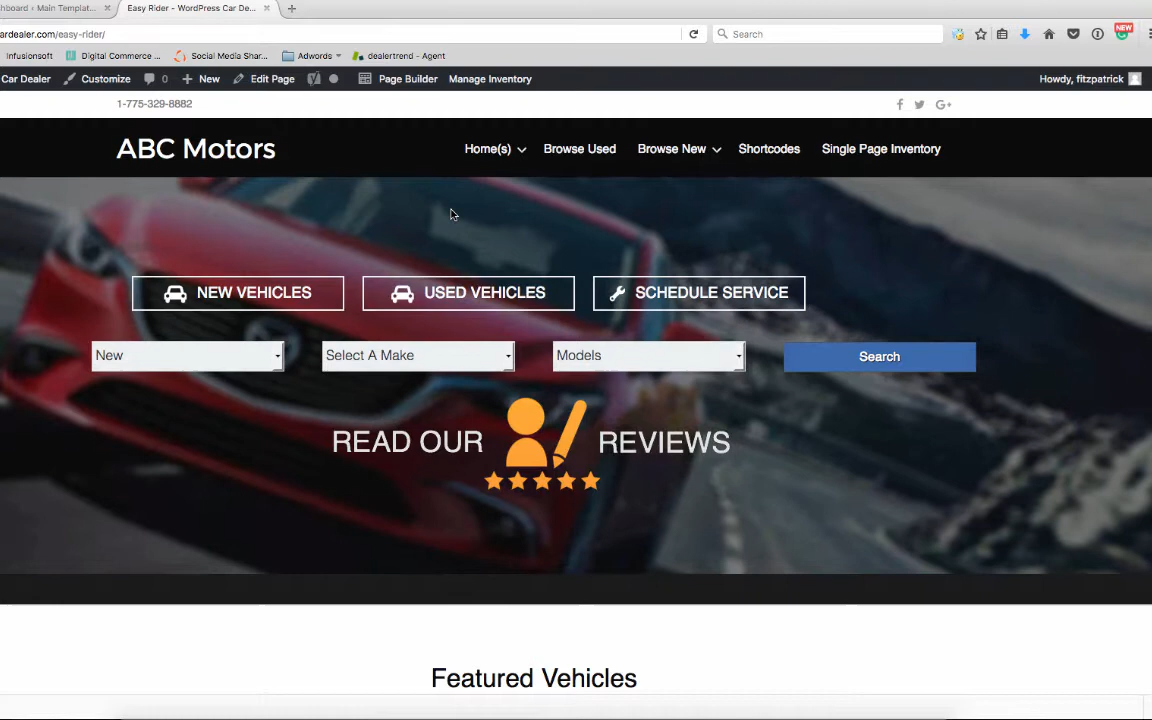 hboard ‹ Main Templat... × Easy Rider - WordPress Car De... × +
ardealer.com/easy-rider/ Search NEW
Infusionsoft Digital Commerce ... Social Media Shar... Adwords dealertrend - Agent
Car Dealer Customize 0 + New Edit Page Page Builder Manage Inventory Howdy, fitzpatrick
1-775-329-8882 G+
ABC Motors Home(s) Browse Used Browse New Shortcodes Single Page Inventory
NEW VEHICLES USED VEHICLES SCHEDULE SERVICE
New Select A Make Models Search
READ OUR REVIEWS
Featured Vehicles